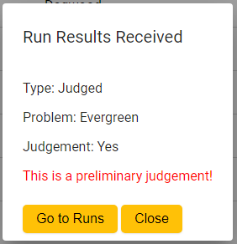 Run Results Received
Type: Judged
Problem: Evergreen
Judgement: Yes
This is a preliminary judgement!
Go to Runs Close